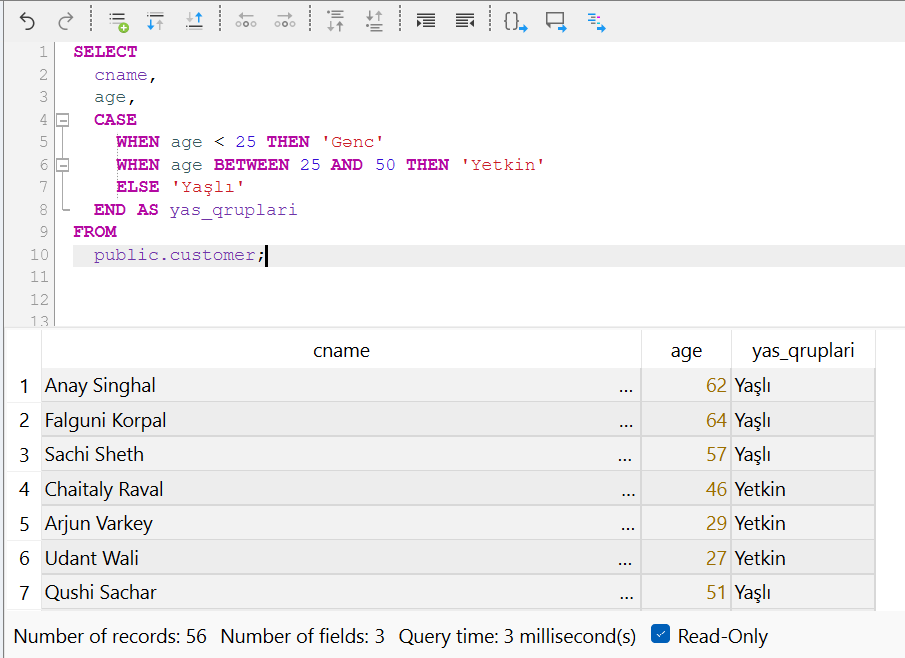 1 SELECT
2 cname,
3 age,
4 CASE
5 WHEN age < 25 THEN 'Gənc'
6 WHEN age BETWEEN 25 AND 50 THEN 'Yetkin'
7 ELSE 'Yaşlı'
8 END AS yas_qruplari
9 FROM
10 public.customer;
11
12
13
cname age yas_qruplari
1 Anay Singhal ... 62 Yaşlı
2 Falguni Korpal ... 64 Yaşlı
3 Sachi Sheth ... 57 Yaşlı
4 Chaitaly Raval ... 46 Yetkin
5 Arjun Varkey ... 29 Yetkin
6 Udant Wali ... 27 Yetkin
7 Qushi Sachar ... 51 Yaşlı
Number of records: 56 Number of fields: 3 Query time: 3 millisecond(s) Read-Only